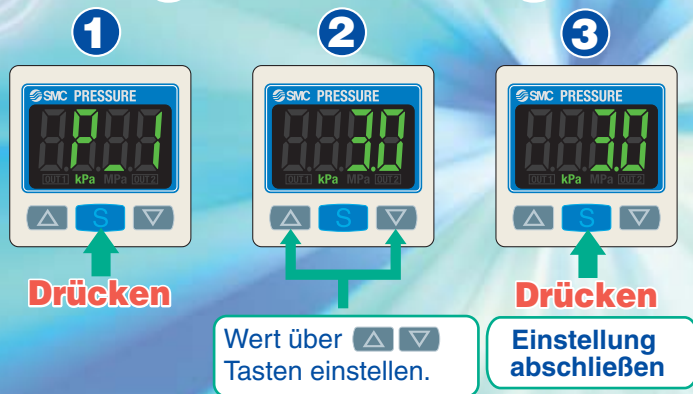 1
2
3
SMC PRESSURE
P_1
OUT1 kPa MPa OUT2
S
Drücken
SMC PRESSURE
3.0
OUT1 kPa MPa OUT2
S
Wert über △ ▽
Tasten einstellen.
SMC PRESSURE
3.0
OUT1 kPa MPa OUT2
S
Drücken
Einstellung
abschließen